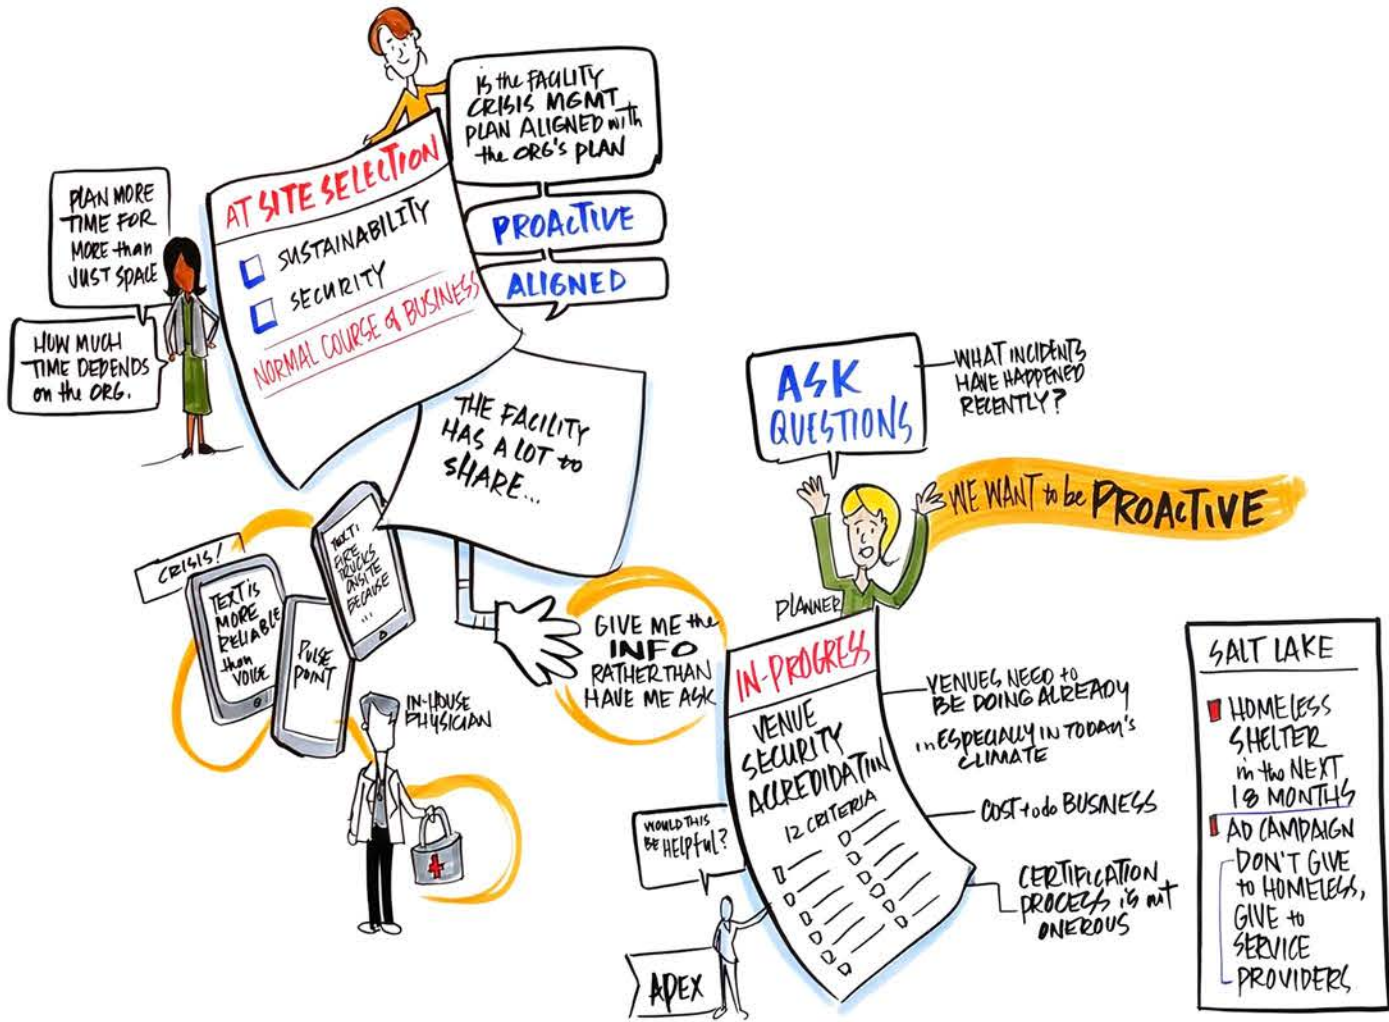 is the FACILITY
CRISIS MGMT
PLAN ALIGNED with
the ORG'S PLAN
PROACTIVE
ALIGNED
AT SITE SELECTION
SUSTAINABILITY
SECURITY
NORMAL COURSE of BUSINESS
PLAN MORE
TIME FOR
MORE than
JUST SPACE
HOW MUCH
TIME DEPENDS
on the ORG.
THE FACILITY
HAS A LOT to
SHARE...
CRISIS!
TEXT IS
MORE
RELIABLE
than
VOICE
PULSE
POINT
TEXT:
FIRE
TRUCKS
ONSITE
BECAUSE
...
IN-HOUSE
PHYSICIAN
GIVE ME the
INFO
RATHER THAN
HAVE ME ASK
ASK
QUESTIONS
WHAT INCIDENTS
HAVE HAPPENED
RECENTLY?
WE WANT to be PROACTIVE
PLANNER
IN-PROGRESS
VENUE
SECURITY
ACCREDIDATION
12 CRITERIA
VENUES NEED to
BE DOING ALREADY
in ESPECIALLY IN TODAY'S
CLIMATE
COST to do BUSINESS
CERTIFICATION
PROCESS is not
ONEROUS
WOULD THIS
BE HELPFUL?
APEX
SALT LAKE
HOMELESS
SHELTER
in the NEXT
18 MONTHS
AD CAMPAIGN
DON'T GIVE
to HOMELESS,
GIVE to
SERVICE
PROVIDERS